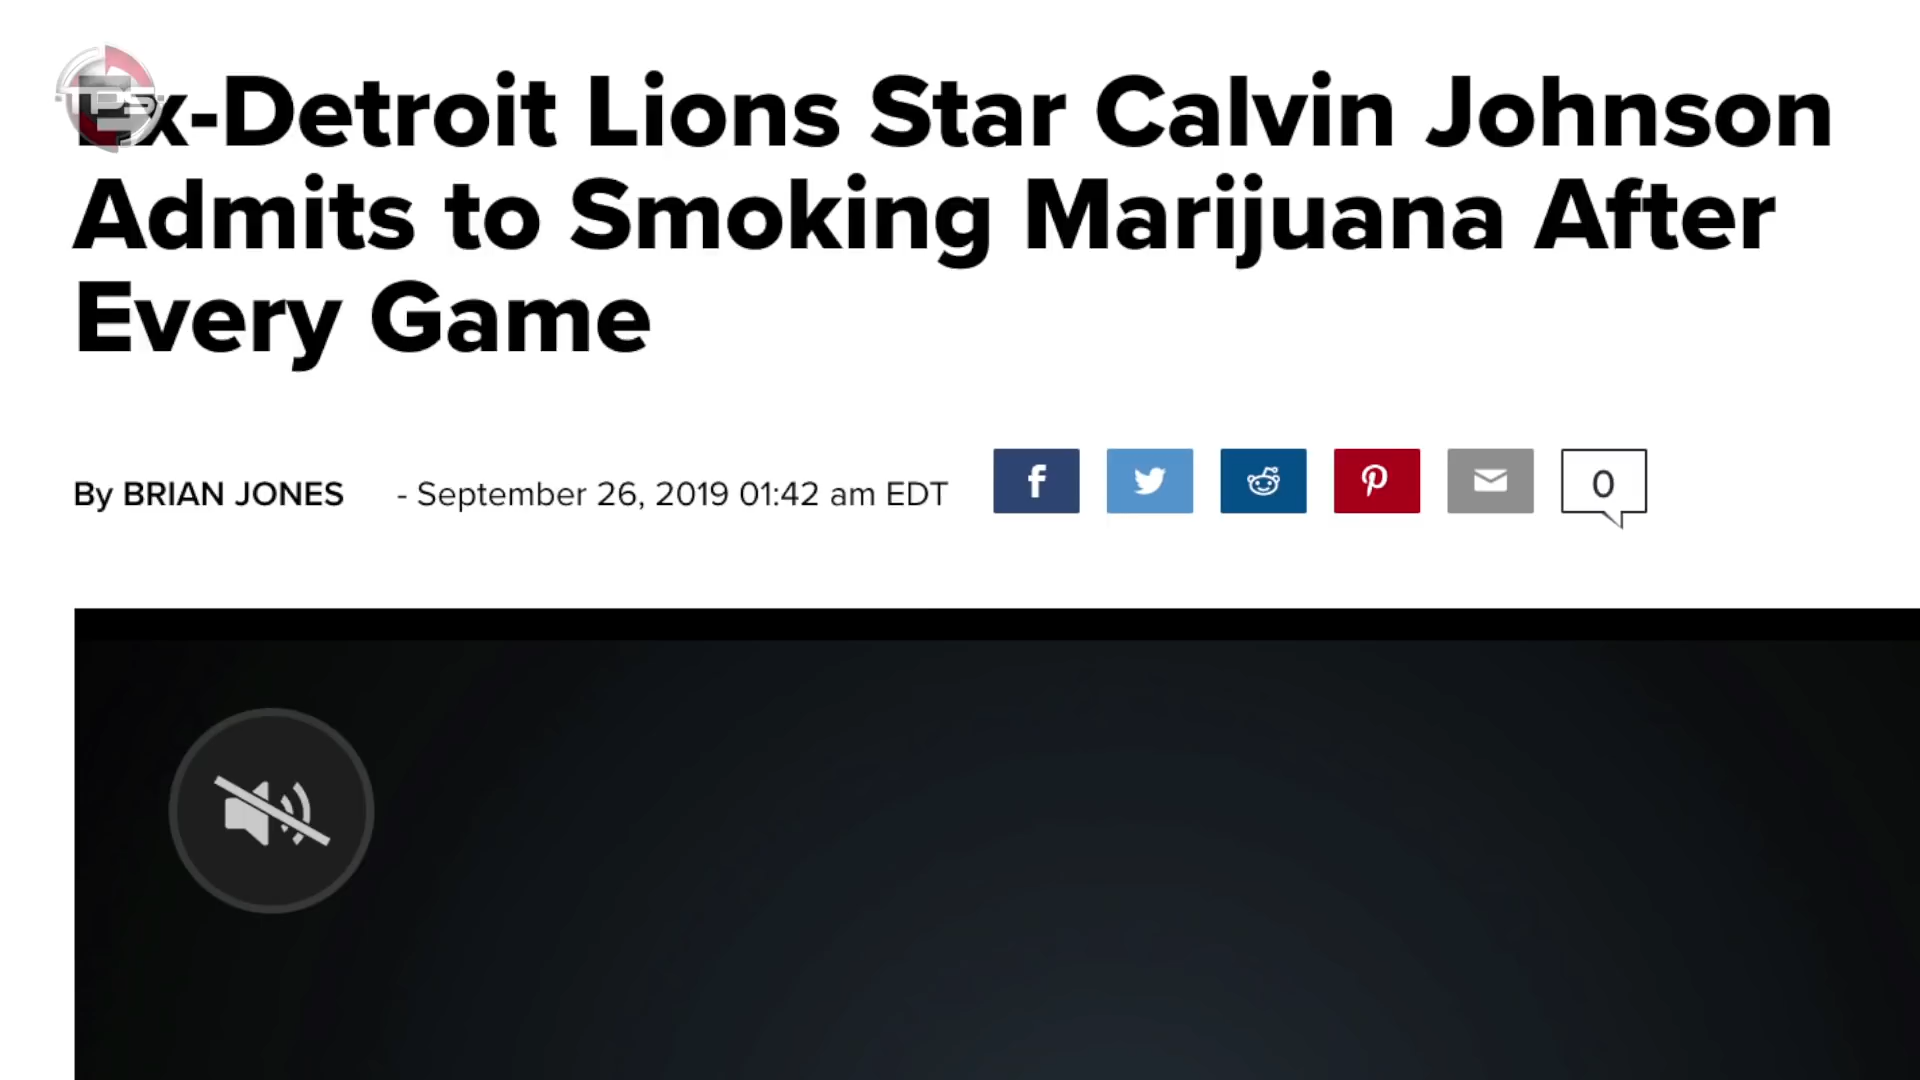 Ex-Detroit Lions Star Calvin Johnson
Admits to Smoking Marijuana After
Every Game
By BRIAN JONES - September 26, 2019 01:42 am EDT
0